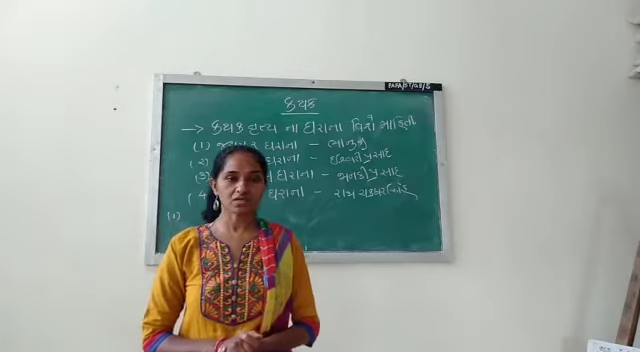 કથક
→ કથક નૃત્ય ના ઘરાના વિશે માહિતી
(1) ઘરાના – ભાનુજી
(2) ઘરાના – ઈશ્વરી પ્રસાદ
(3) ઘરાના – જાનકી પ્રસાદ
(4 ઘરાના – રાજા ચક્રધરસિંહ
(1)